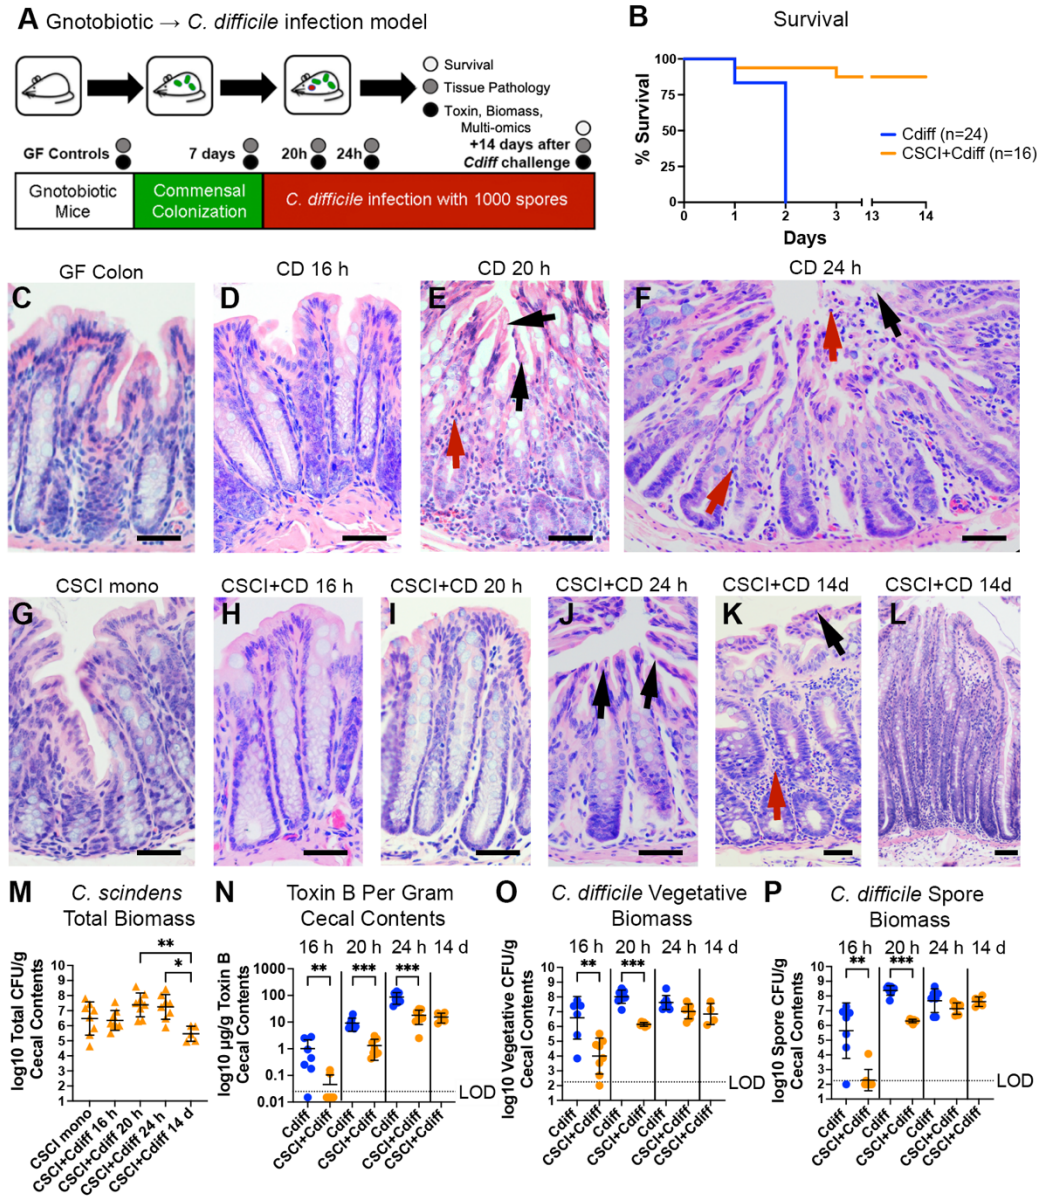 A Gnotobiotic → C. difficile infection model
Survival
Tissue Pathology
Toxin, Biomass,
Multi-omics
+14 days after
Cdiff challenge
GF Controls
7 days
20h
24h
Gnotobiotic
Mice
Commensal
Colonization
C. difficile infection with 1000 spores
B
Survival
% Survival
100
75
50
25
0
0 1 2 3 13 14
Days
Cdiff (n=24)
CSCI+Cdiff (n=16)
GF Colon
CD 16 h
CD 20 h
CD 24 h
C
D
E
F
CSCI mono
CSCI+CD 16 h
CSCI+CD 20 h
CSCI+CD 24 h
CSCI+CD 14d
CSCI+CD 14d
G
H
I
J
K
L
M C. scindens
Total Biomass
log10 Total CFU/g
Cecal Contents
10
9
8
7
6
5
4
3
2
1
**
*
CSCI mono
CSCI+Cdiff 16 h
CSCI+Cdiff 20 h
CSCI+Cdiff 24 h
CSCI+Cdiff 14 d
N Toxin B Per Gram
Cecal Contents
16 h 20 h 24 h 14 d
** *** ***
log10 µg/g Toxin B
Cecal Contents
1000
100
10
1
0.1
0.01
LOD
Cdiff
CSCI+Cdiff
Cdiff
CSCI+Cdiff
Cdiff
CSCI+Cdiff
CSCI+Cdiff
O C. difficile Vegetative
Biomass
16 h 20 h 24 h 14 d
** ***
log10 Vegetative CFU/g
Cecal Contents
10
9
8
7
6
5
4
3
2
1
LOD
Cdiff
CSCI+Cdiff
Cdiff
CSCI+Cdiff
Cdiff
CSCI+Cdiff
CSCI+Cdiff
P C. difficile Spore
Biomass
16 h 20 h 24 h 14 d
** ***
log10 Spore CFU/g
Cecal Contents
10
9
8
7
6
5
4
3
2
1
LOD
Cdiff
CSCI+Cdiff
Cdiff
CSCI+Cdiff
Cdiff
CSCI+Cdiff
CSCI+Cdiff